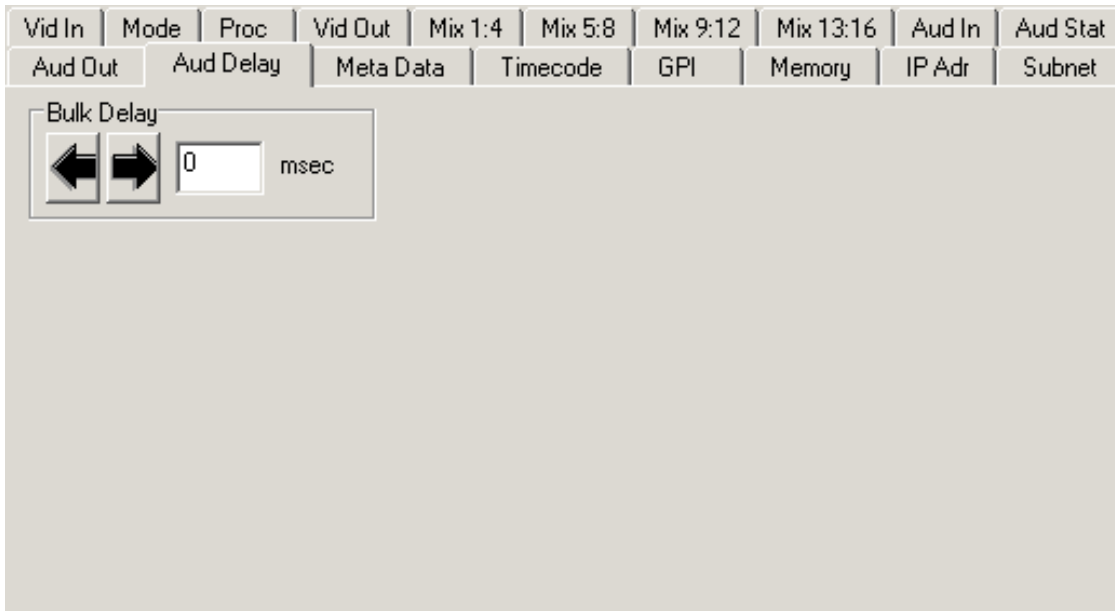 Vid In Mode Proc Vid Out Mix 1:4 Mix 5:8 Mix 9:12 Mix 13:16 Aud In Aud Stat
Aud Out Aud Delay Meta Data Timecode GPI Memory IP Adr Subnet
Bulk Delay
0 msec